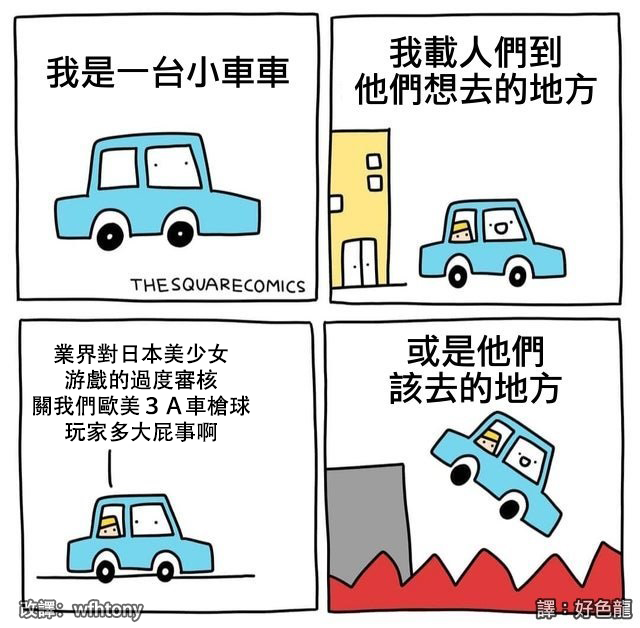 我是一台小車車
THESQUARECOMICS
我載人們到
他們想去的地方
業界對日本美少女
游戲的過度審核
關我們歐美３Ａ車槍球
玩家多大屁事啊
改譯：wfhtony
或是他們
該去的地方
譯：好色龍